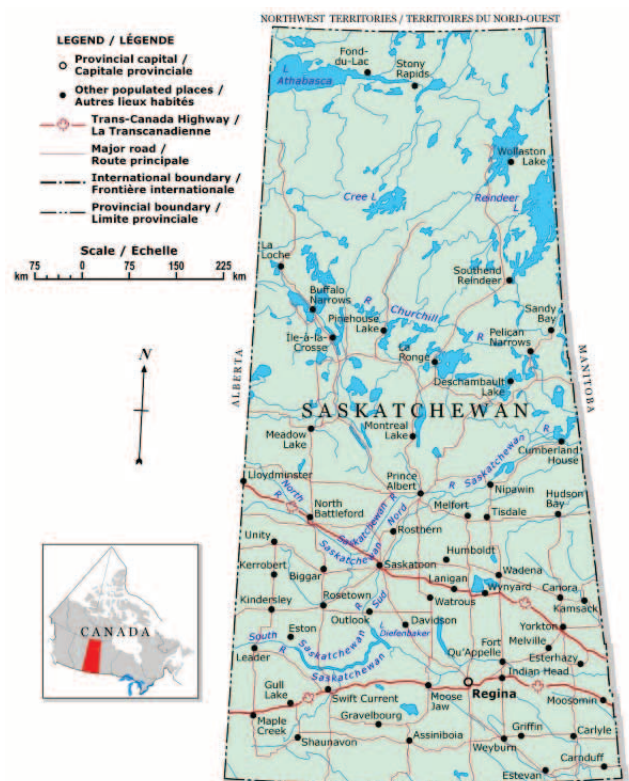 NORTHWEST TERRITORIES / TERRITOIRES DU NORD-OUEST
LEGEND / LÉGENDE
Provincial capital /
Capitale provinciale
Other populated places /
Autres lieux habités
Trans-Canada Highway /
La Transcanadienne
Major road /
Route principale
International boundary /
Frontière internationale
Provincial boundary /
Limite provinciale
Scale / Echelle
km 75 0 75 150 225 km
N
CANADA
ALBERTA
MANITOBA
SASKATCHEWAN
L
Athabasca
Fond-
du-Lac
Stony
Rapids
Wollaston
Lake
Cree L
Reindeer
L
La
Loche
Southend
Reindeer
Buffalo
Narrows
R Churchill
Pinehouse
Lake
Sandy
Bay
R
Pelican
Narrows
Île-à-la-
Crosse
La
Ronge
Deschambault
Lake
Meadow
Lake
Montreal
Lake
Cumberland
House
R Saskatchewan R
Lloydminster
Prince
Albert
Nipawin
North
R
North
Battleford
Saskatchewan R
Saskatchewan Nord
Melfort
Tisdale
Hudson
Bay
Rosthern
Unity
Humboldt
Kerrobert
Biggar
Saskatoon
Lanigan
Wadena
Wynyard
Canora
Kamsack
Kindersley
Rosetown
Outlook
R Sud
Watrous
Eston
Davidson
L
Diefenbaker
Yorkton
Melville
South
R
Saskatchewan
Saskatchewan
Leader
Fort
Qu'Appelle
Esterhazy
Indian Head
Gull
Lake
Swift Current
Moose
Jaw
Regina
Moosomin
Maple
Creek
Gravelbourg
Shaunavon
Assiniboia
Griffin
Weyburn
Carlyle
Carnduff
Estevan